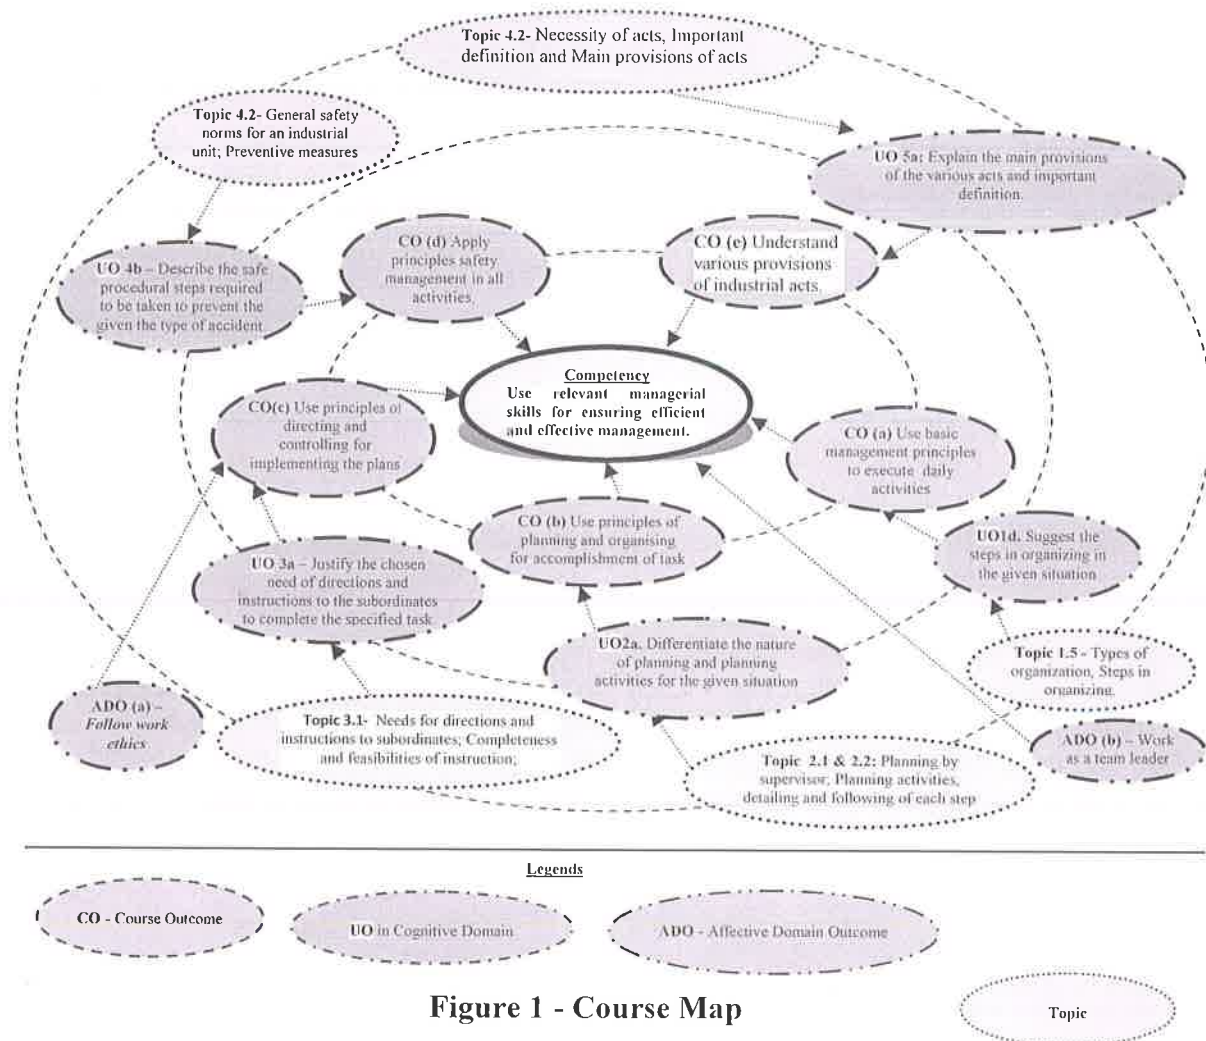 Topic 4.2- Necessity of acts, Important
definition and Main provisions of acts
Topic 4.2- General safety
norms for an industrial
unit; Preventive measures
UO 5a: Explain the main provisions
of the various acts and important
definition.
UO 4b – Describe the safe
procedural steps required
to be taken to prevent the
given the type of accident
CO (d) Apply
principles safety
management in all
activities.
CO (e) Understand
various provisions
of industrial acts.
Competency
Use relevant managerial
skills for ensuring efficient
and effective management.
CO(c) Use principles of
directing and
controlling for
implementing the plans
CO (a) Use basic
management principles
to execute daily
activities
CO (b) Use principles of
planning and organising
for accomplishment of task
UO1d. Suggest the
steps in organizing in
the given situation
UO 3a – Justify the chosen
need of directions and
instructions to the subordinates
to complete the specified task
UO2a. Differentiate the nature
of planning and planning
activities for the given situation
Topic 1.5 - Types of
organization, Steps in
organizing.
ADO (a) –
Follow work
ethics
Topic 3.1- Needs for directions and
instructions to subordinates; Completeness
and feasibilities of instruction;
Topic 2.1 & 2.2: Planning by
supervisor; Planning activities,
detailing and following of each step
ADO (b) – Work
as a team leader
Legends
CO - Course Outcome
UO in Cognitive Domain
ADO - Affective Domain Outcome
Topic
Figure 1 - Course Map